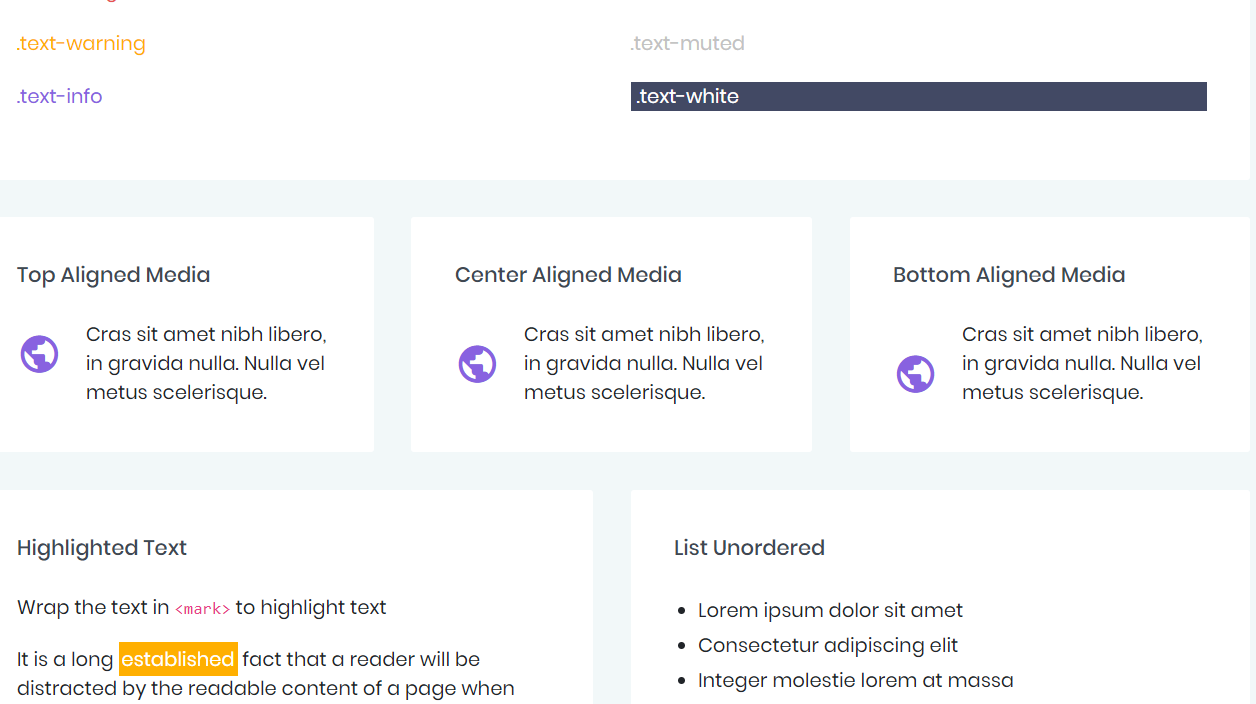 .text-warning
.text-muted
.text-info
.text-white
Top Aligned Media
Cras sit amet nibh libero,
in gravida nulla. Nulla vel
metus scelerisque.
Center Aligned Media
Cras sit amet nibh libero,
in gravida nulla. Nulla vel
metus scelerisque.
Bottom Aligned Media
Cras sit amet nibh libero,
in gravida nulla. Nulla vel
metus scelerisque.
Highlighted Text
Wrap the text in <mark> to highlight text
It is a long established fact that a reader will be
distracted by the readable content of a page when
List Unordered
• Lorem ipsum dolor sit amet
• Consectetur adipiscing elit
• Integer molestie lorem at massa